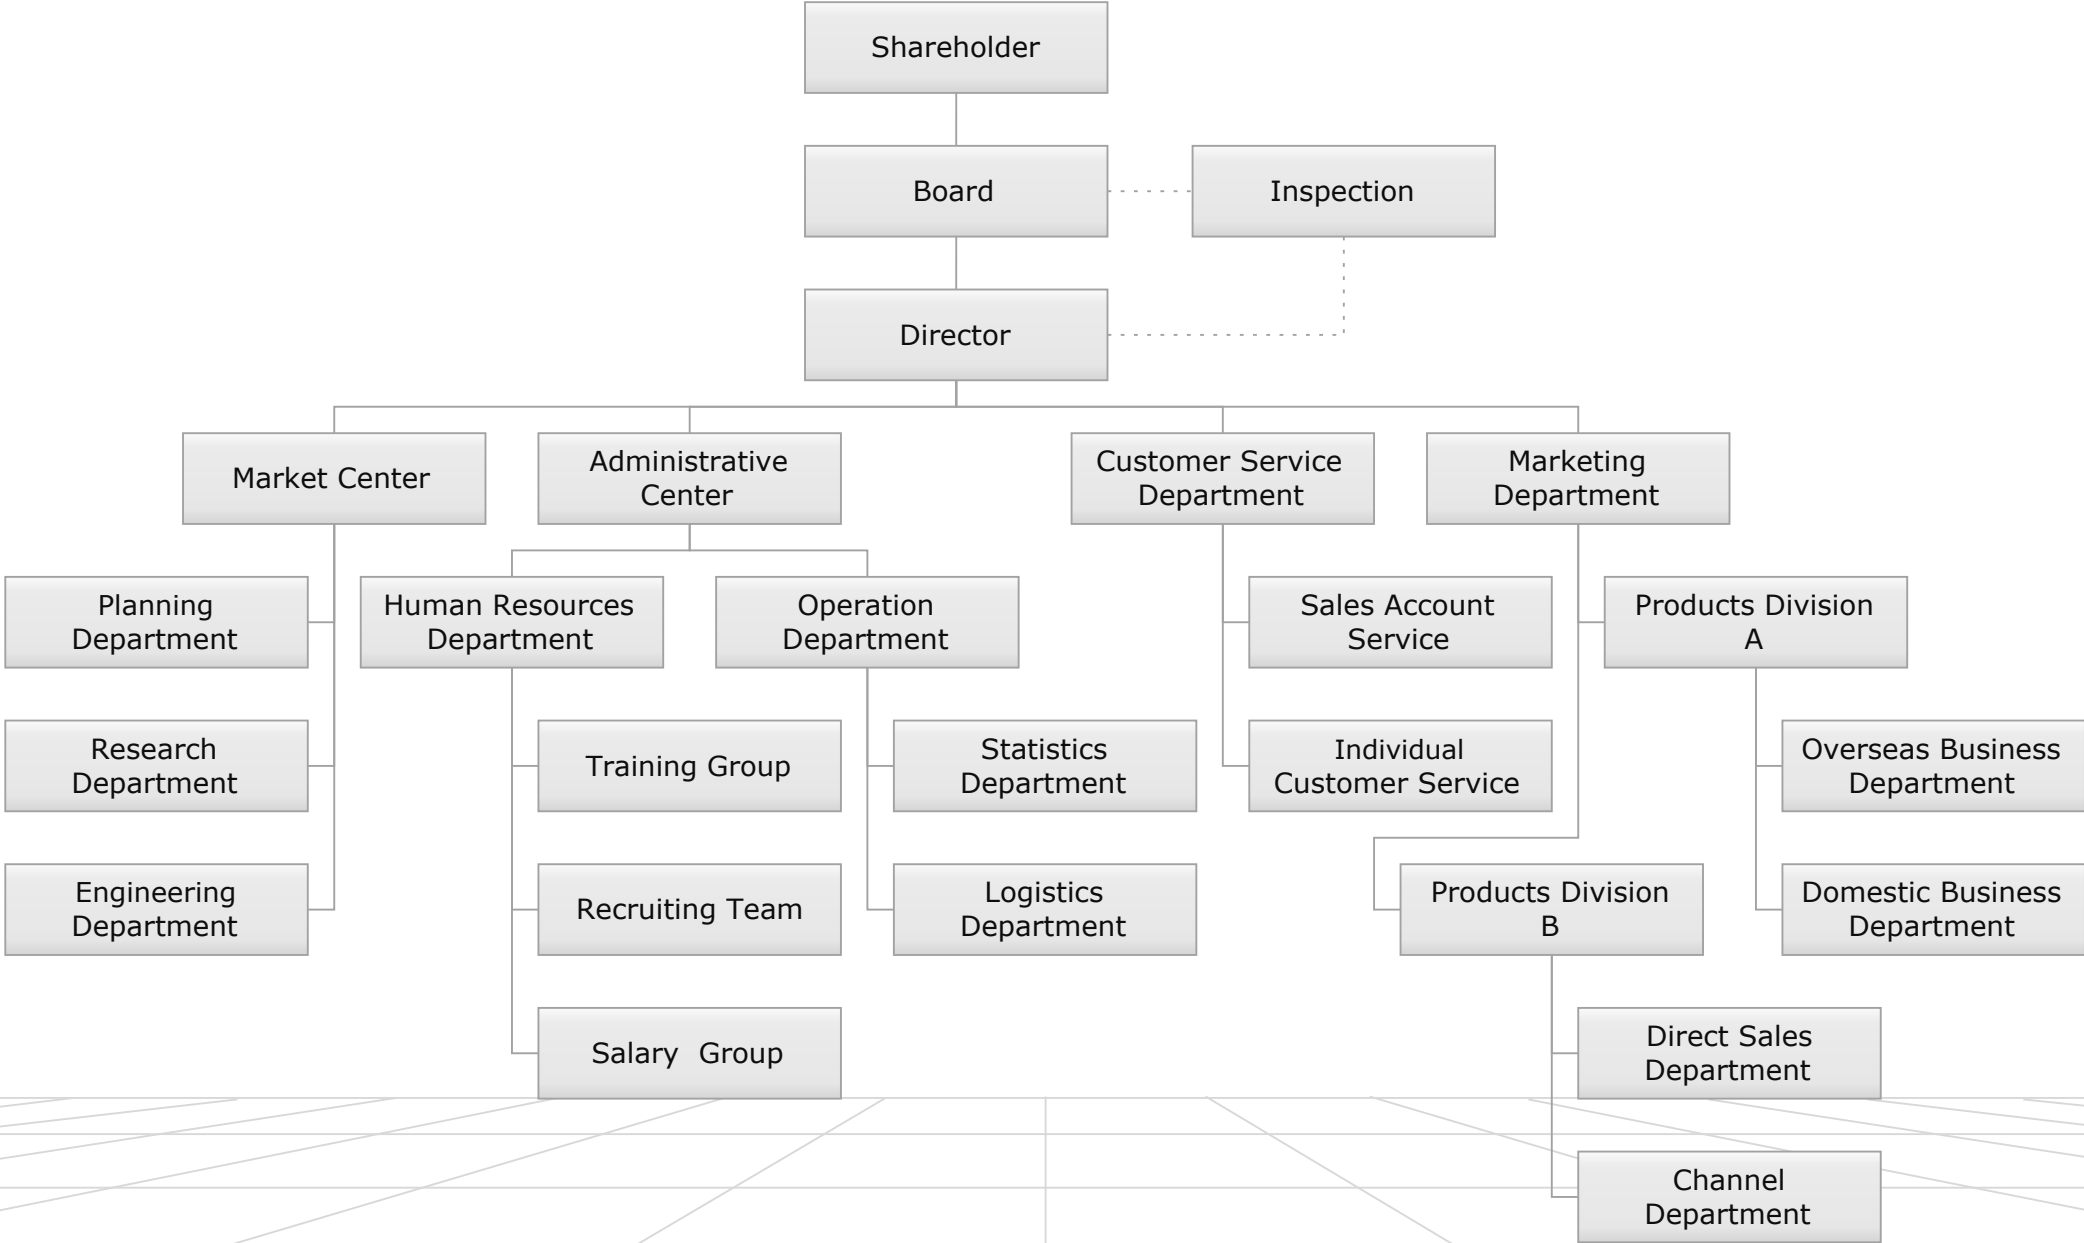 Shareholder
Board
Inspection
Director
Market Center
Administrative
Center
Customer Service
Department
Marketing
Department
Planning
Department
Human Resources
Department
Operation
Department
Sales Account
Service
Products Division
A
Research
Department
Training Group
Statistics
Department
Individual
Customer Service
Overseas Business
Department
Engineering
Department
Recruiting Team
Logistics
Department
Products Division
B
Domestic Business
Department
Salary  Group
Direct Sales
Department
Channel
Department